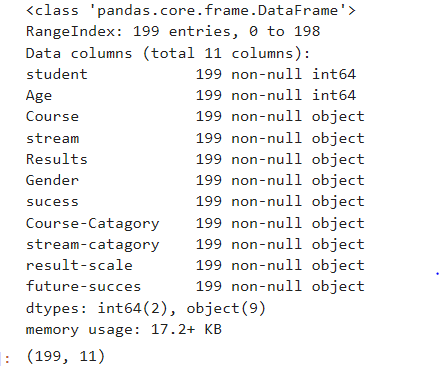 <class 'pandas.core.frame.DataFrame'>
RangeIndex: 199 entries, 0 to 198
Data columns (total 11 columns):
student 199 non-null int64
Age 199 non-null int64
Course 199 non-null object
stream 199 non-null object
Results 199 non-null object
Gender 199 non-null object
sucess 199 non-null object
Course-Catagory 199 non-null object
stream-catagory 199 non-null object
result-scale 199 non-null object
future-succes 199 non-null object
dtypes: int64(2), object(9)
memory usage: 17.2+ KB
]: (199, 11)